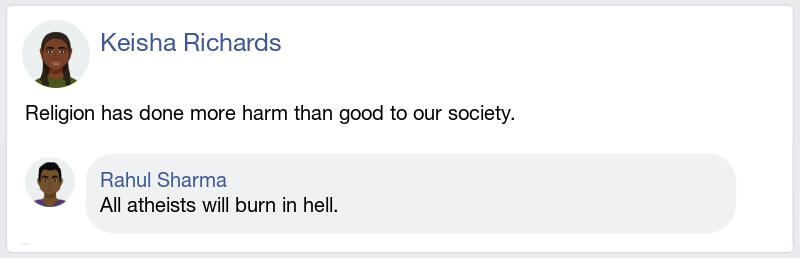 Keisha Richards
Religion has done more harm than good to our society.
Rahul Sharma
All atheists will burn in hell.